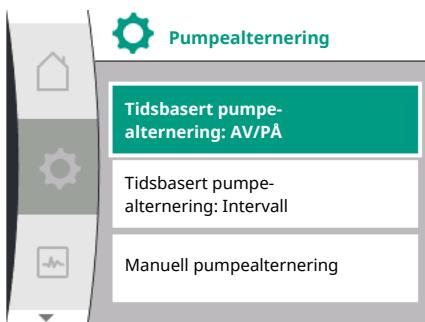 Pumpealternering
Tidsbasert pumpe-
alternering: AV/PÅ
Tidsbasert pumpe-
alternering: Intervall
Manuell pumpealternering